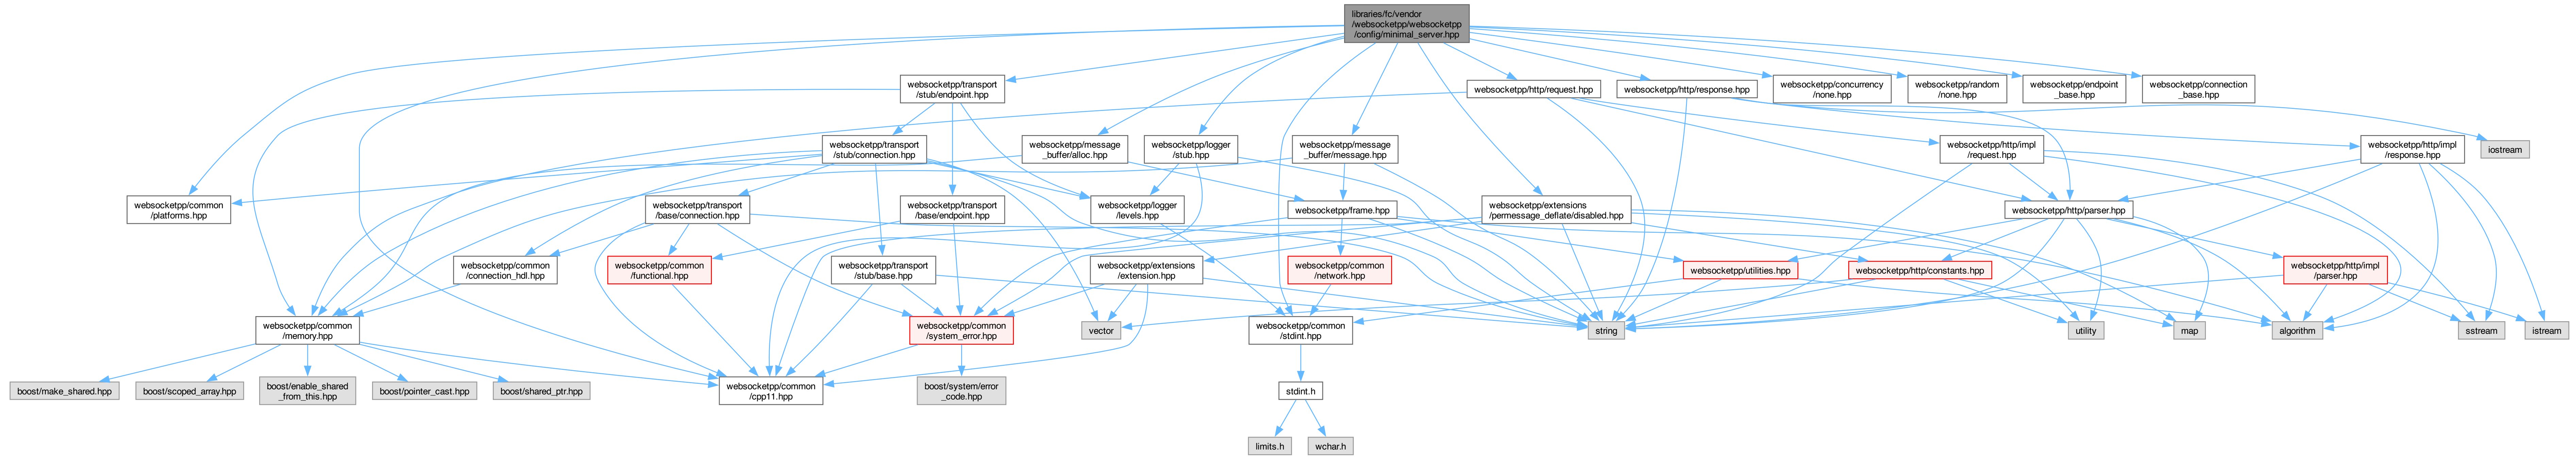 libraries/fc/vendor
/websocketpp/websocketpp
/config/minimal_server.hpp
websocketpp/transport
/stub/endpoint.hpp
websocketpp/http/request.hpp
websocketpp/http/response.hpp
websocketpp/concurrency
/none.hpp
websocketpp/random
/none.hpp
websocketpp/endpoint
_base.hpp
websocketpp/connection
_base.hpp
websocketpp/transport
/stub/connection.hpp
websocketpp/message
_buffer/alloc.hpp
websocketpp/logger
/stub.hpp
websocketpp/message
_buffer/message.hpp
websocketpp/http/impl
/request.hpp
websocketpp/http/impl
/response.hpp
iostream
websocketpp/common
/platforms.hpp
websocketpp/transport
/base/connection.hpp
websocketpp/transport
/base/endpoint.hpp
websocketpp/logger
/levels.hpp
websocketpp/frame.hpp
websocketpp/extensions
/permessage_deflate/disabled.hpp
websocketpp/http/parser.hpp
websocketpp/common
/connection_hdl.hpp
websocketpp/common
/functional.hpp
websocketpp/transport
/stub/base.hpp
websocketpp/extensions
/extension.hpp
websocketpp/common
/network.hpp
websocketpp/utilities.hpp
websocketpp/http/constants.hpp
websocketpp/http/impl
/parser.hpp
websocketpp/common
/memory.hpp
websocketpp/common
/system_error.hpp
vector
websocketpp/common
/stdint.hpp
string
utility
map
algorithm
sstream
istream
boost/make_shared.hpp
boost/scoped_array.hpp
boost/enable_shared
_from_this.hpp
boost/pointer_cast.hpp
boost/shared_ptr.hpp
websocketpp/common
/cpp11.hpp
boost/system/error
_code.hpp
stdint.h
limits.h
wchar.h